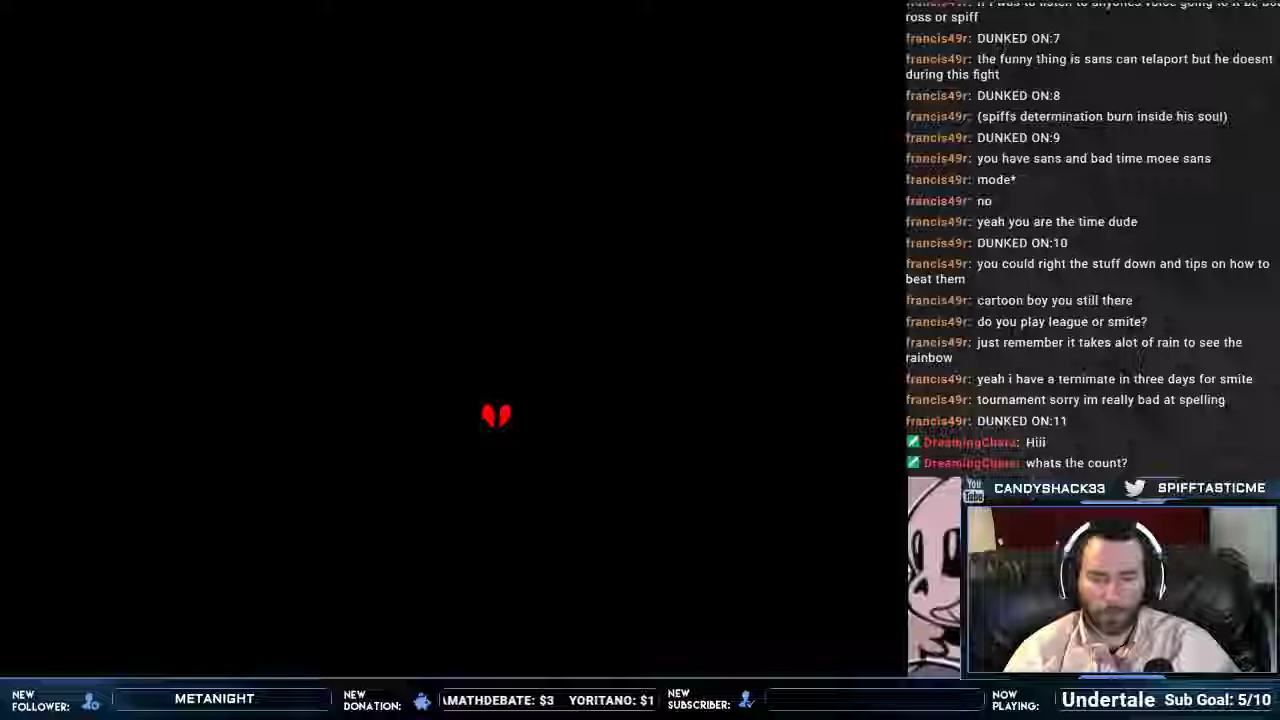 ross or spiff
francis49r: DUNKED ON:7
francis49r: the funny thing is sans can telaport but he doesnt
during this fight
francis49r: DUNKED ON:8
francis49r: (spiffs determination burn inside his soul)
francis49r: DUNKED ON:9
francis49r: you have sans and bad time moee sans
francis49r: mode*
francis49r: no
francis49r: yeah you are the time dude
francis49r: DUNKED ON:10
francis49r: you could right the stuff down and tips on how to
beat them
francis49r: cartoon boy you still there
francis49r: do you play league or smite?
francis49r: just remember it takes alot of rain to see the
rainbow
francis49r: yeah i have a ternimate in three days for smite
francis49r: tournament sorry im really bad at spelling
francis49r: DUNKED ON:11
DreamingChara: Hiii
DreamingChara: whats the count?
You Tube CANDYSHACK33 SPIFFTASTICME
NEW FOLLOWER: METANIGHT NEW DONATION: MATHDEBATE: $3 YORITANO: $1 NEW SUBSCRIBER: NOW PLAYING: Undertale Sub Goal: 5/10